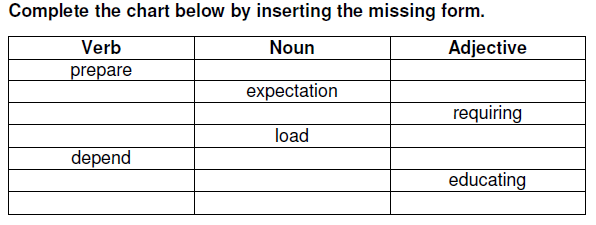 Complete the chart below by inserting the missing form.
Verb Noun Adjective
prepare
expectation
requiring
load
depend
educating